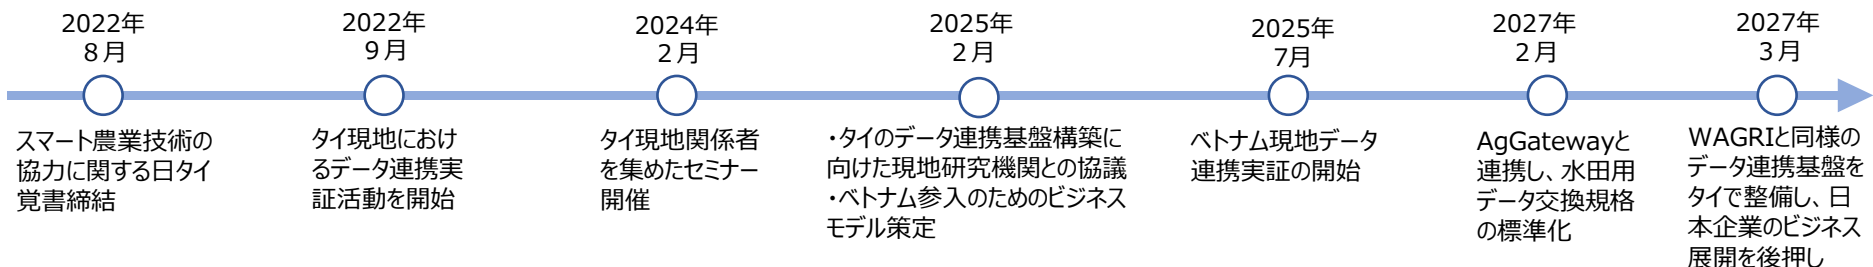 2022年
８月
スマート農業技術の
協力に関する日タイ
覚書締結
2022年
９月
タイ現地におけ
るデータ連携実
証活動を開始
2024年
２月
タイ現地関係者
を集めたセミナー
開催
2025年
２月
・タイのデータ連携基盤構築に
向けた現地研究機関との協議
・ベトナム参入のためのビジネス
モデル策定
2025年
7月
ベトナム現地データ
連携実証の開始
2027年
２月
AgGatewayと
連携し、水田用
データ交換規格
の標準化
2027年
３月
WAGRIと同様の
データ連携基盤を
タイで整備し、日
本企業のビジネス
展開を後押し